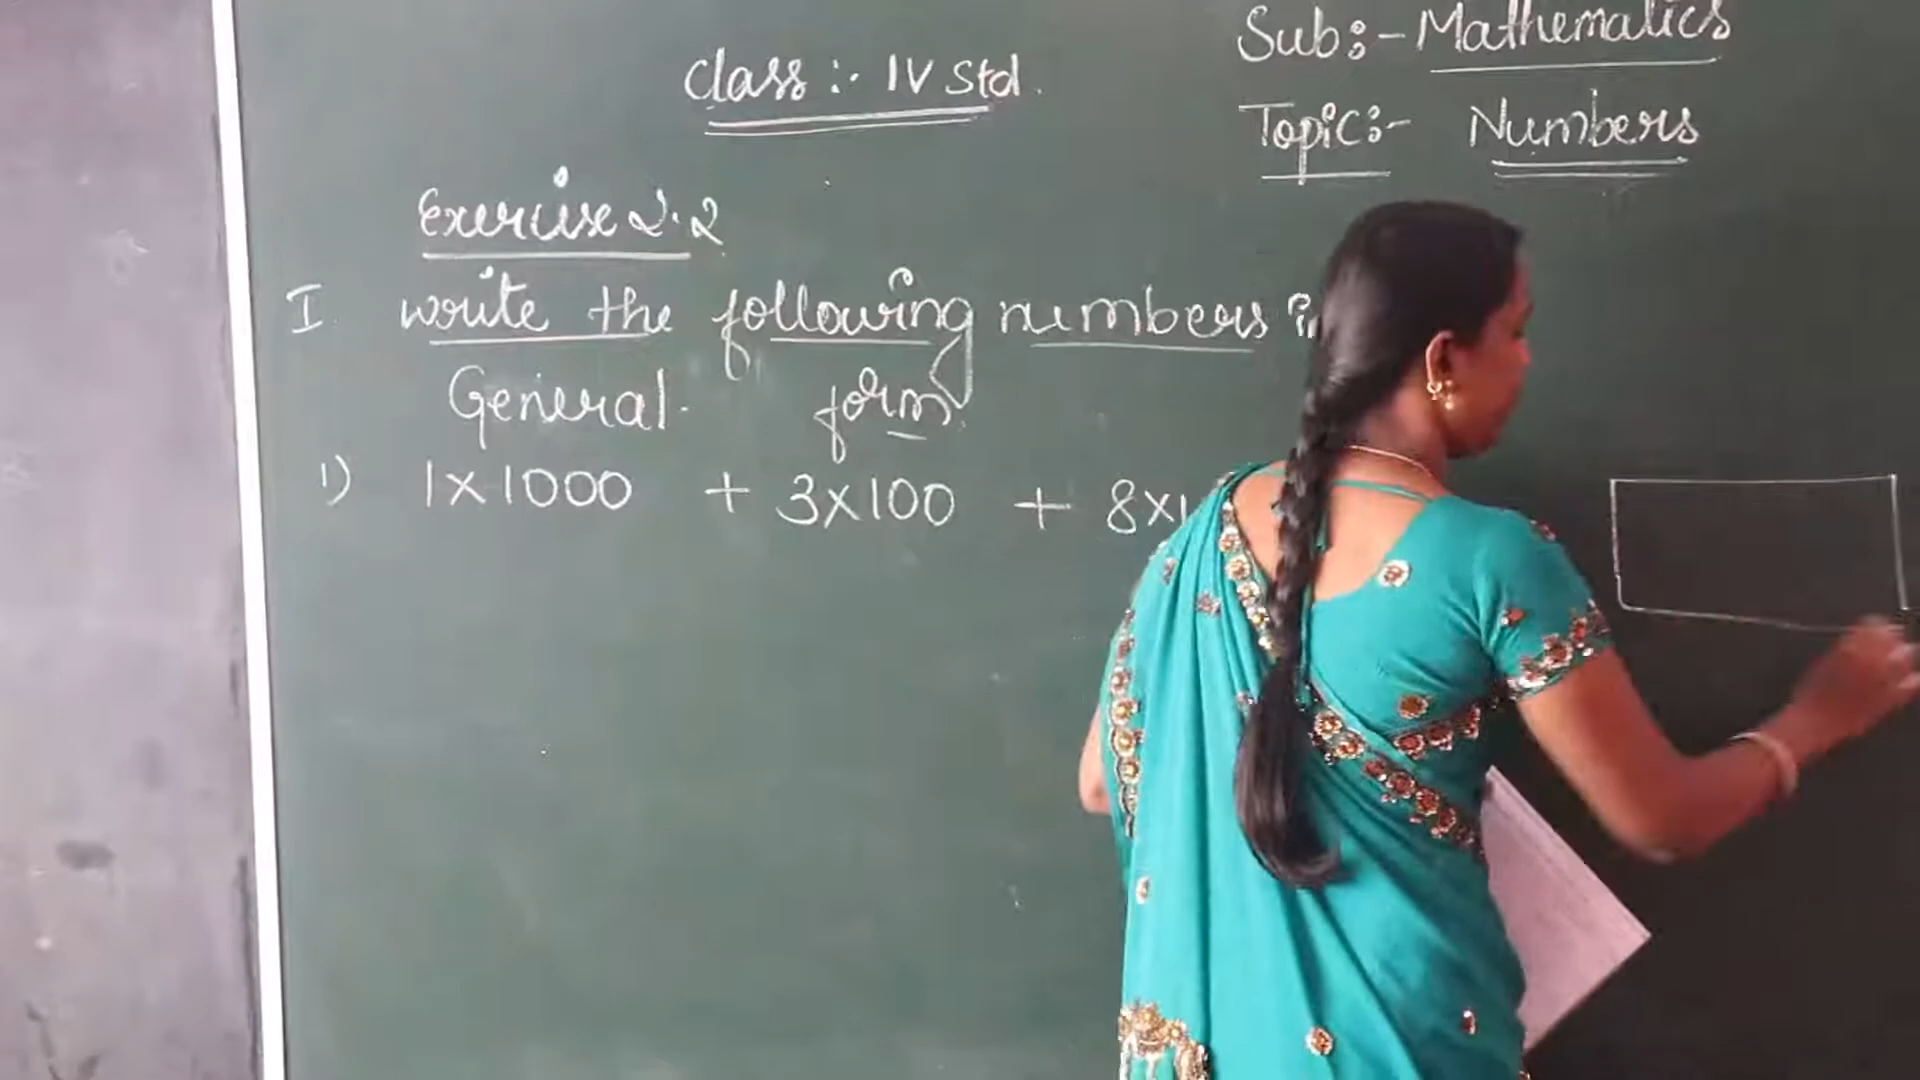 Sub:- Mathematics
Class :- IV Std.
Topic:- Numbers
Exercise 2.2
I. write the following numbers
General form.
1) 1x1000 + 3x100 + 8x1